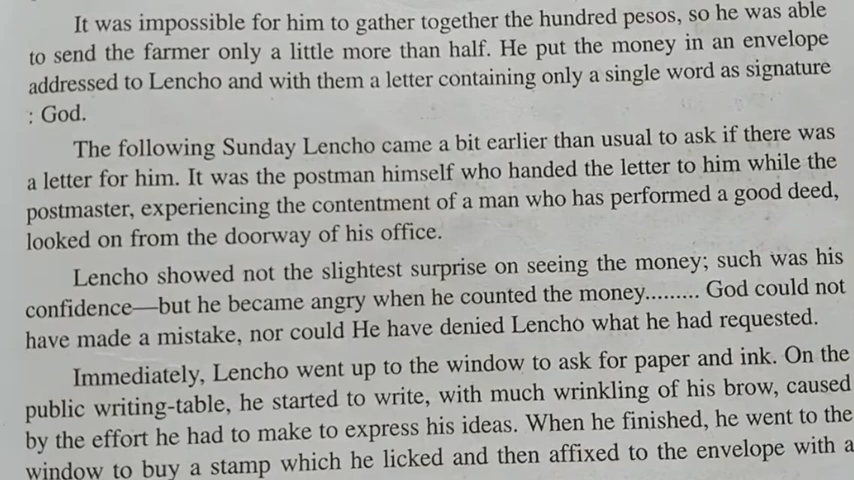 It was impossible for him to gather together the hundred pesos, so he was able
to send the farmer only a little more than half. He put the money in an envelope
addressed to Lencho and with them a letter containing only a single word as signature
: God.
The following Sunday Lencho came a bit earlier than usual to ask if there was
a letter for him. It was the postman himself who handed the letter to him while the
postmaster, experiencing the contentment of a man who has performed a good deed,
looked on from the doorway of his office.
Lencho showed not the slightest surprise on seeing the money; such was his
confidence—but he became angry when he counted the money......... God could not
have made a mistake, nor could He have denied Lencho what he had requested.
Immediately, Lencho went up to the window to ask for paper and ink. On the
public writing-table, he started to write, with much wrinkling of his brow, caused
by the effort he had to make to express his ideas. When he finished, he went to the
window to buy a stamp which he licked and then affixed to the envelope with a